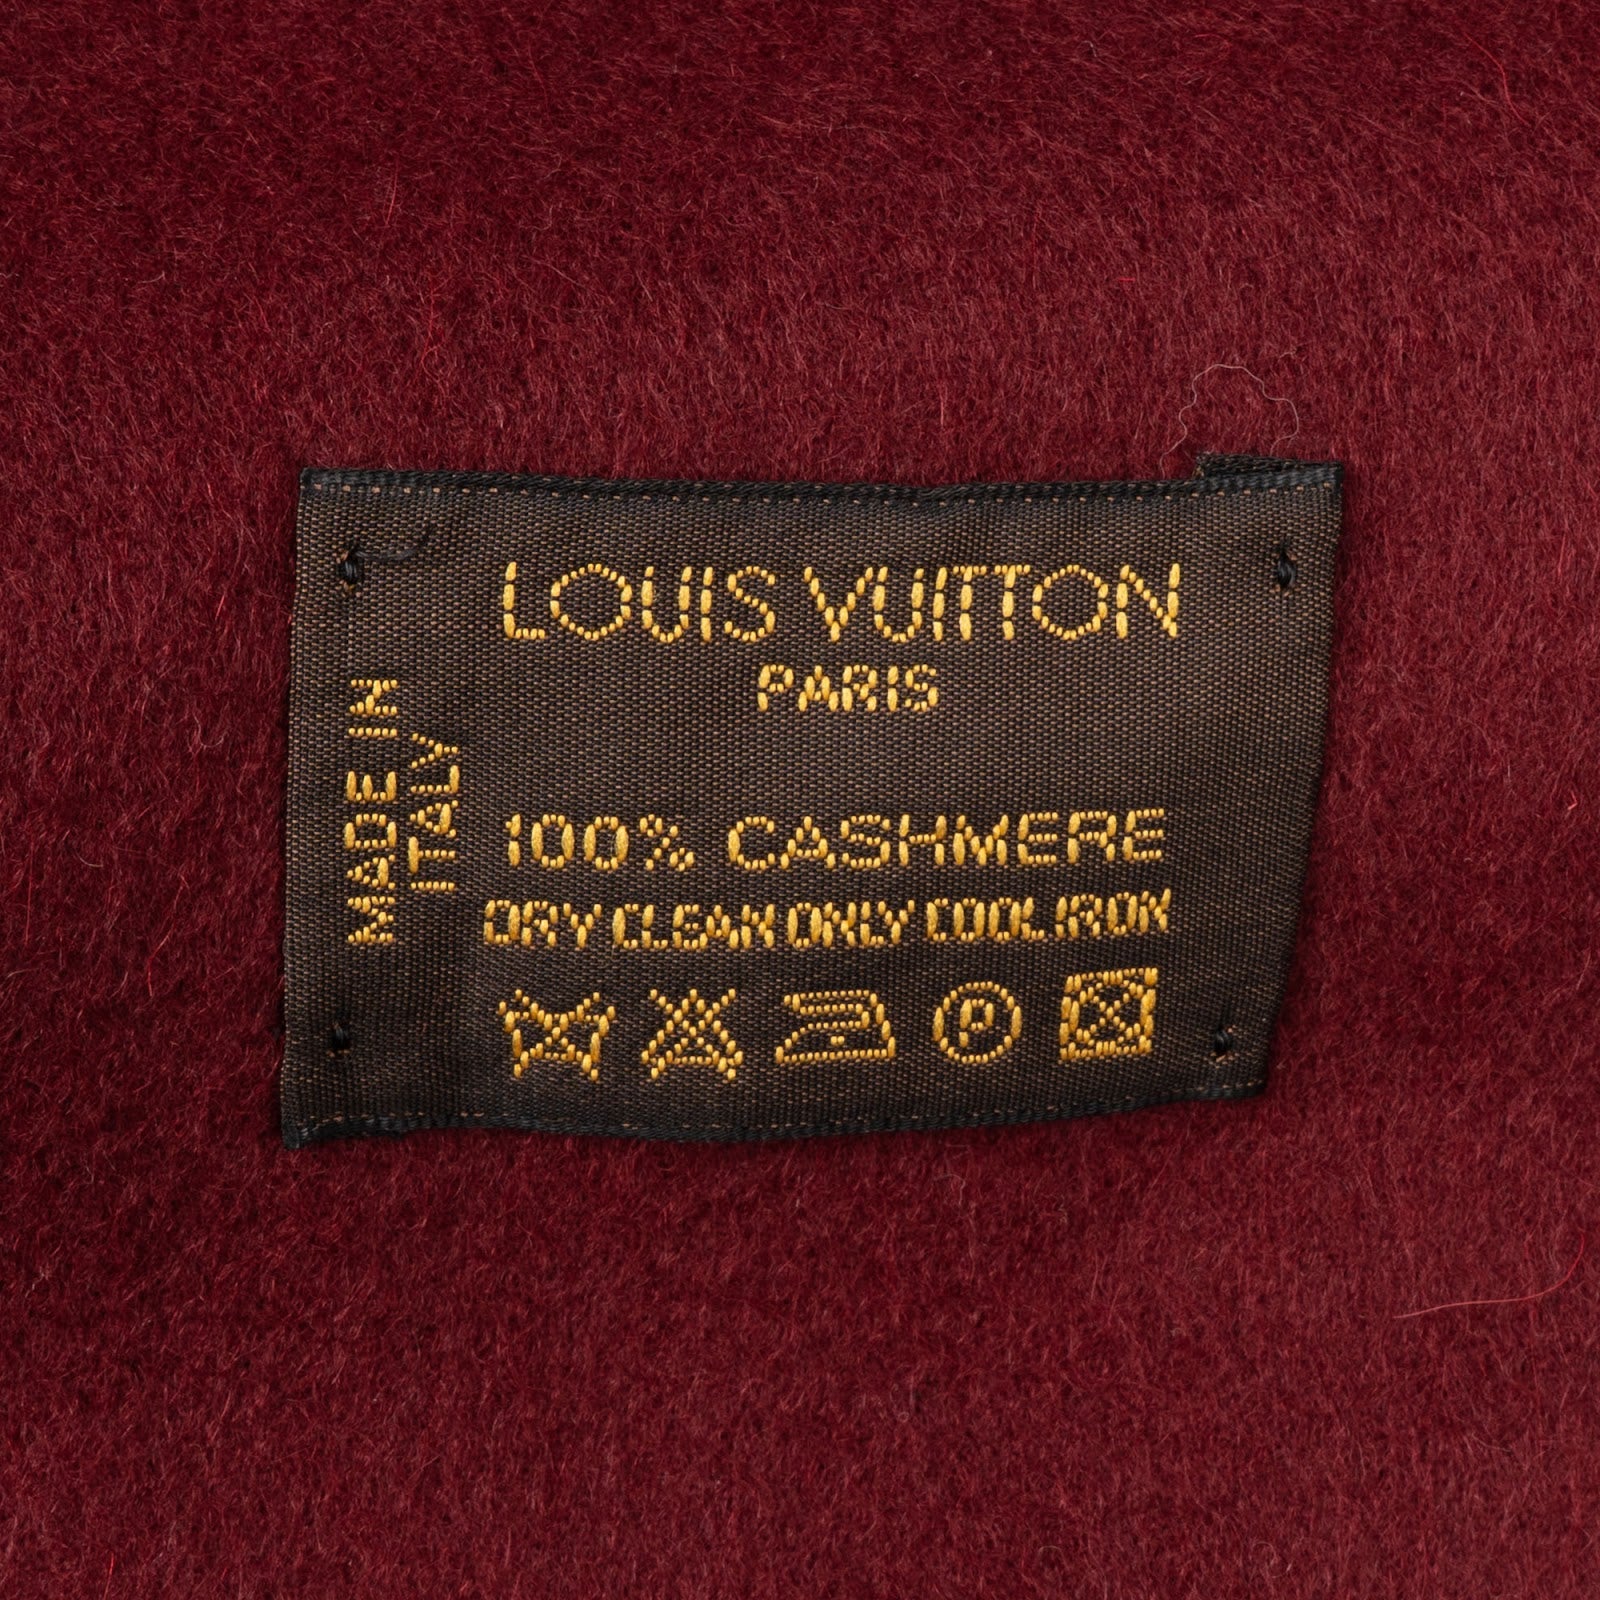 LOUIS VUITTON
PARIS
MADE IN
ITALY
100% CASHMERE
DRY CLEAN ONLY COOL IRON
P